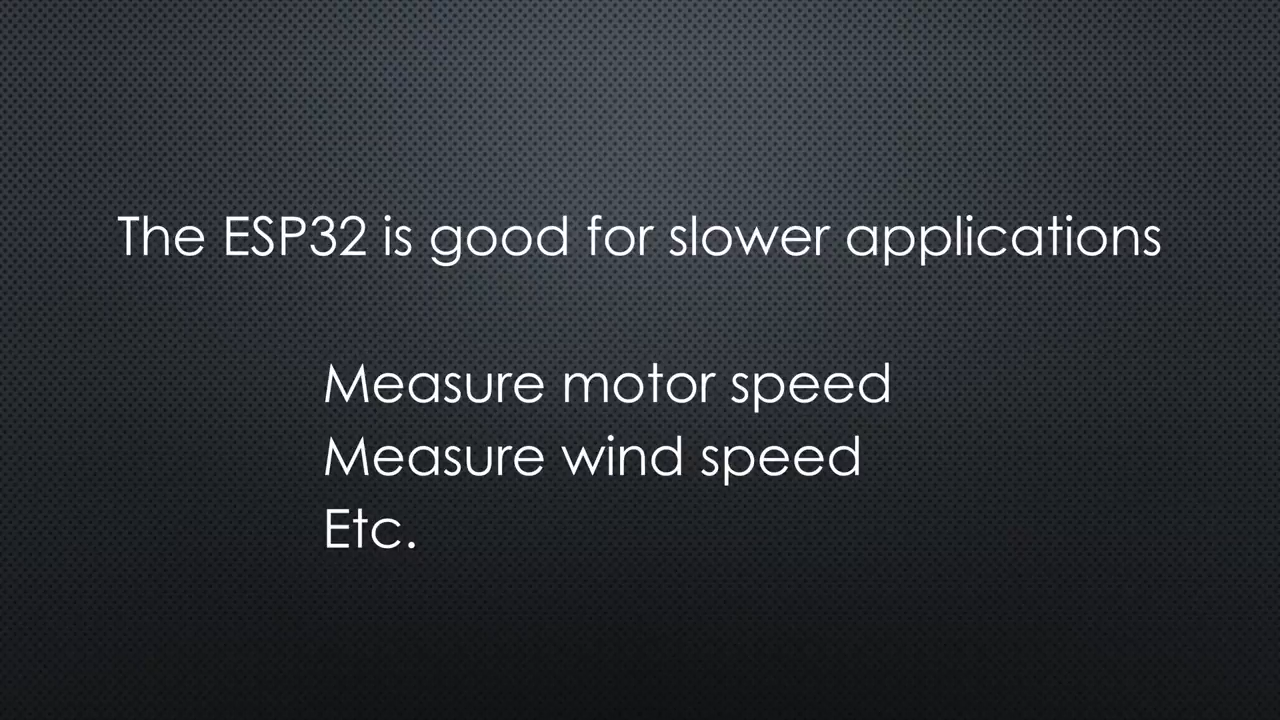 The ESP32 is good for slower applications
Measure motor speed
Measure wind speed
Etc.